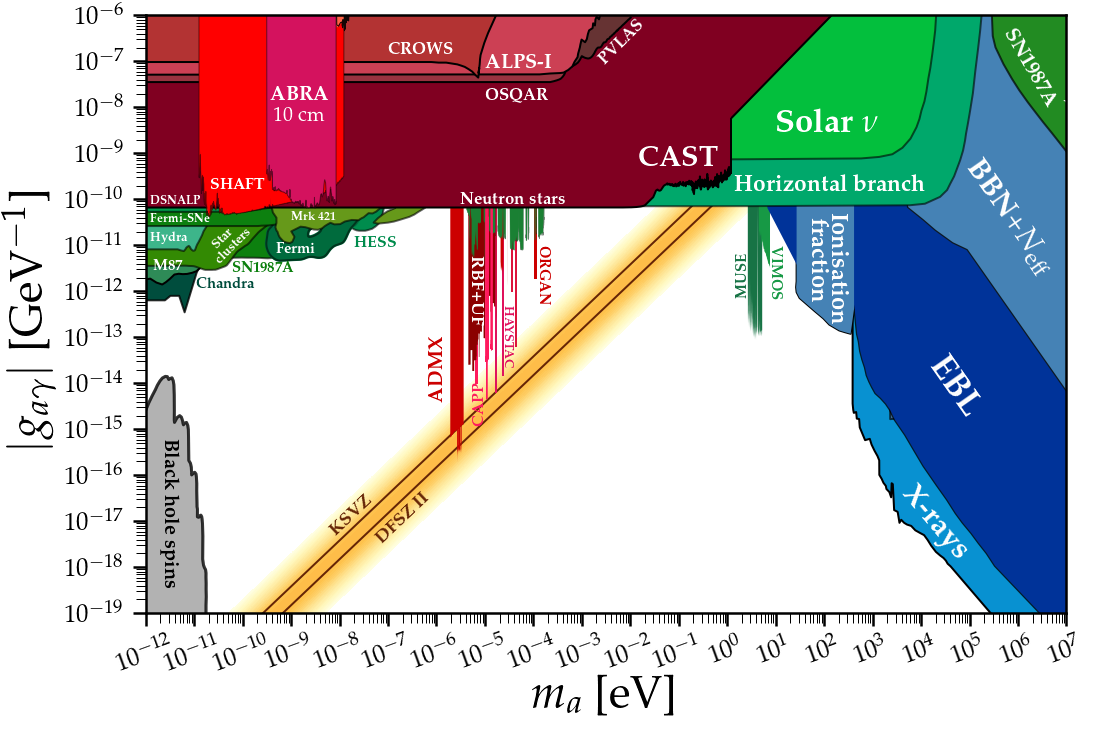 |g_{aγ}| [GeV⁻¹]
10⁻⁶
10⁻⁷
10⁻⁸
10⁻⁹
10⁻¹⁰
10⁻¹¹
10⁻¹²
10⁻¹³
10⁻¹⁴
10⁻¹⁵
10⁻¹⁶
10⁻¹⁷
10⁻¹⁸
10⁻¹⁹
CROWS
ALPS-I
PVLAS
OSQAR
ABRA
10 cm
SHAFT
CAST
Solar ν
Horizontal branch
SN1987A
BBN+N_{eff}
DSNALP
Fermi-SNe
Hydra
M87
Star
clusters
SN1987A
Chandra
Mrk 421
Fermi
HESS
Neutron stars
ADMX
RBF+UF
CAPP
HAYSTAC
ORGAN
MUSE
VIMOS
Ionisation
fraction
EBL
X-rays
KSVZ
DFSZ II
Black hole spins
10⁻¹²
10⁻¹¹
10⁻¹⁰
10⁻⁹
10⁻⁸
10⁻⁷
10⁻⁶
10⁻⁵
10⁻⁴
10⁻³
10⁻²
10⁻¹
10⁰
10¹
10²
10³
10⁴
10⁵
10⁶
10⁷
m_a [eV]